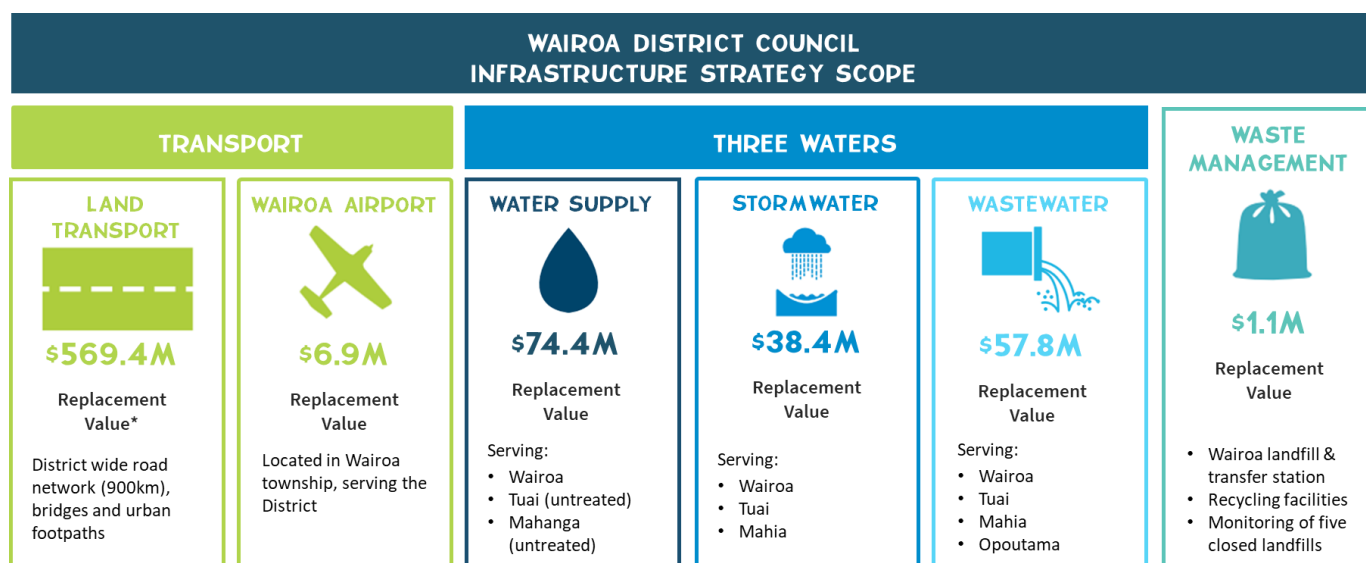 WAIROA DISTRICT COUNCIL
INFRASTRUCTURE STRATEGY SCOPE
TRANSPORT
LAND
TRANSPORT
$569.4M
Replacement
Value*
District wide road
network (900km),
bridges and urban
footpaths
WAIROA AIRPORT
$6.9M
Replacement
Value
Located in Wairoa
township, serving the
District
THREE WATERS
WATER SUPPLY
$74.4M
Replacement
Value
Serving:
• Wairoa
• Tuai (untreated)
• Mahanga
(untreated)
STORMWATER
$38.4M
Replacement
Value
Serving:
• Wairoa
• Tuai
• Mahia
WASTEWATER
$57.8M
Replacement
Value
Serving:
• Wairoa
• Tuai
• Mahia
• Opoutama
WASTE
MANAGEMENT
$1.1M
Replacement
Value
• Wairoa landfill &
transfer station
• Recycling facilities
• Monitoring of five
closed landfills